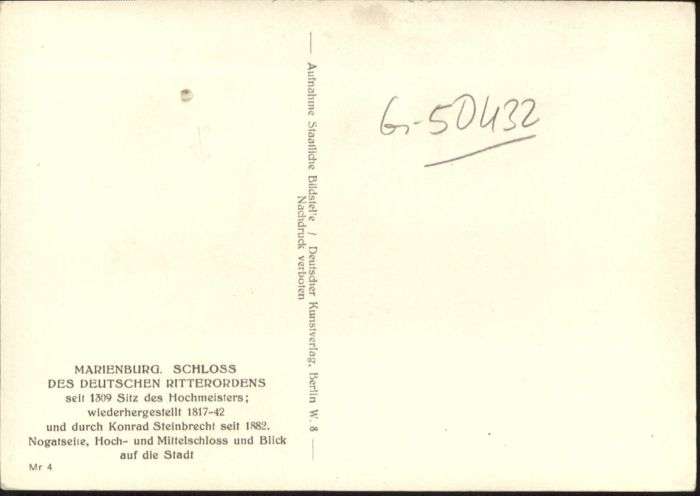 MARIENBURG. SCHLOSS
DES DEUTSCHEN RITTERORDENS
seit 1309 Sitz des Hochmeisters;
wiederhergestellt 1817-42
und durch Konrad Steinbrecht seit 1882.
Nogatseite, Hoch- und Mittelschloss und Blick
auf die Stadt
Mr 4
Aufnahme Staatliche Bildstelle / Deutscher Kunstverlag, Berlin W. 8
Nachdruck verboten
G-50432